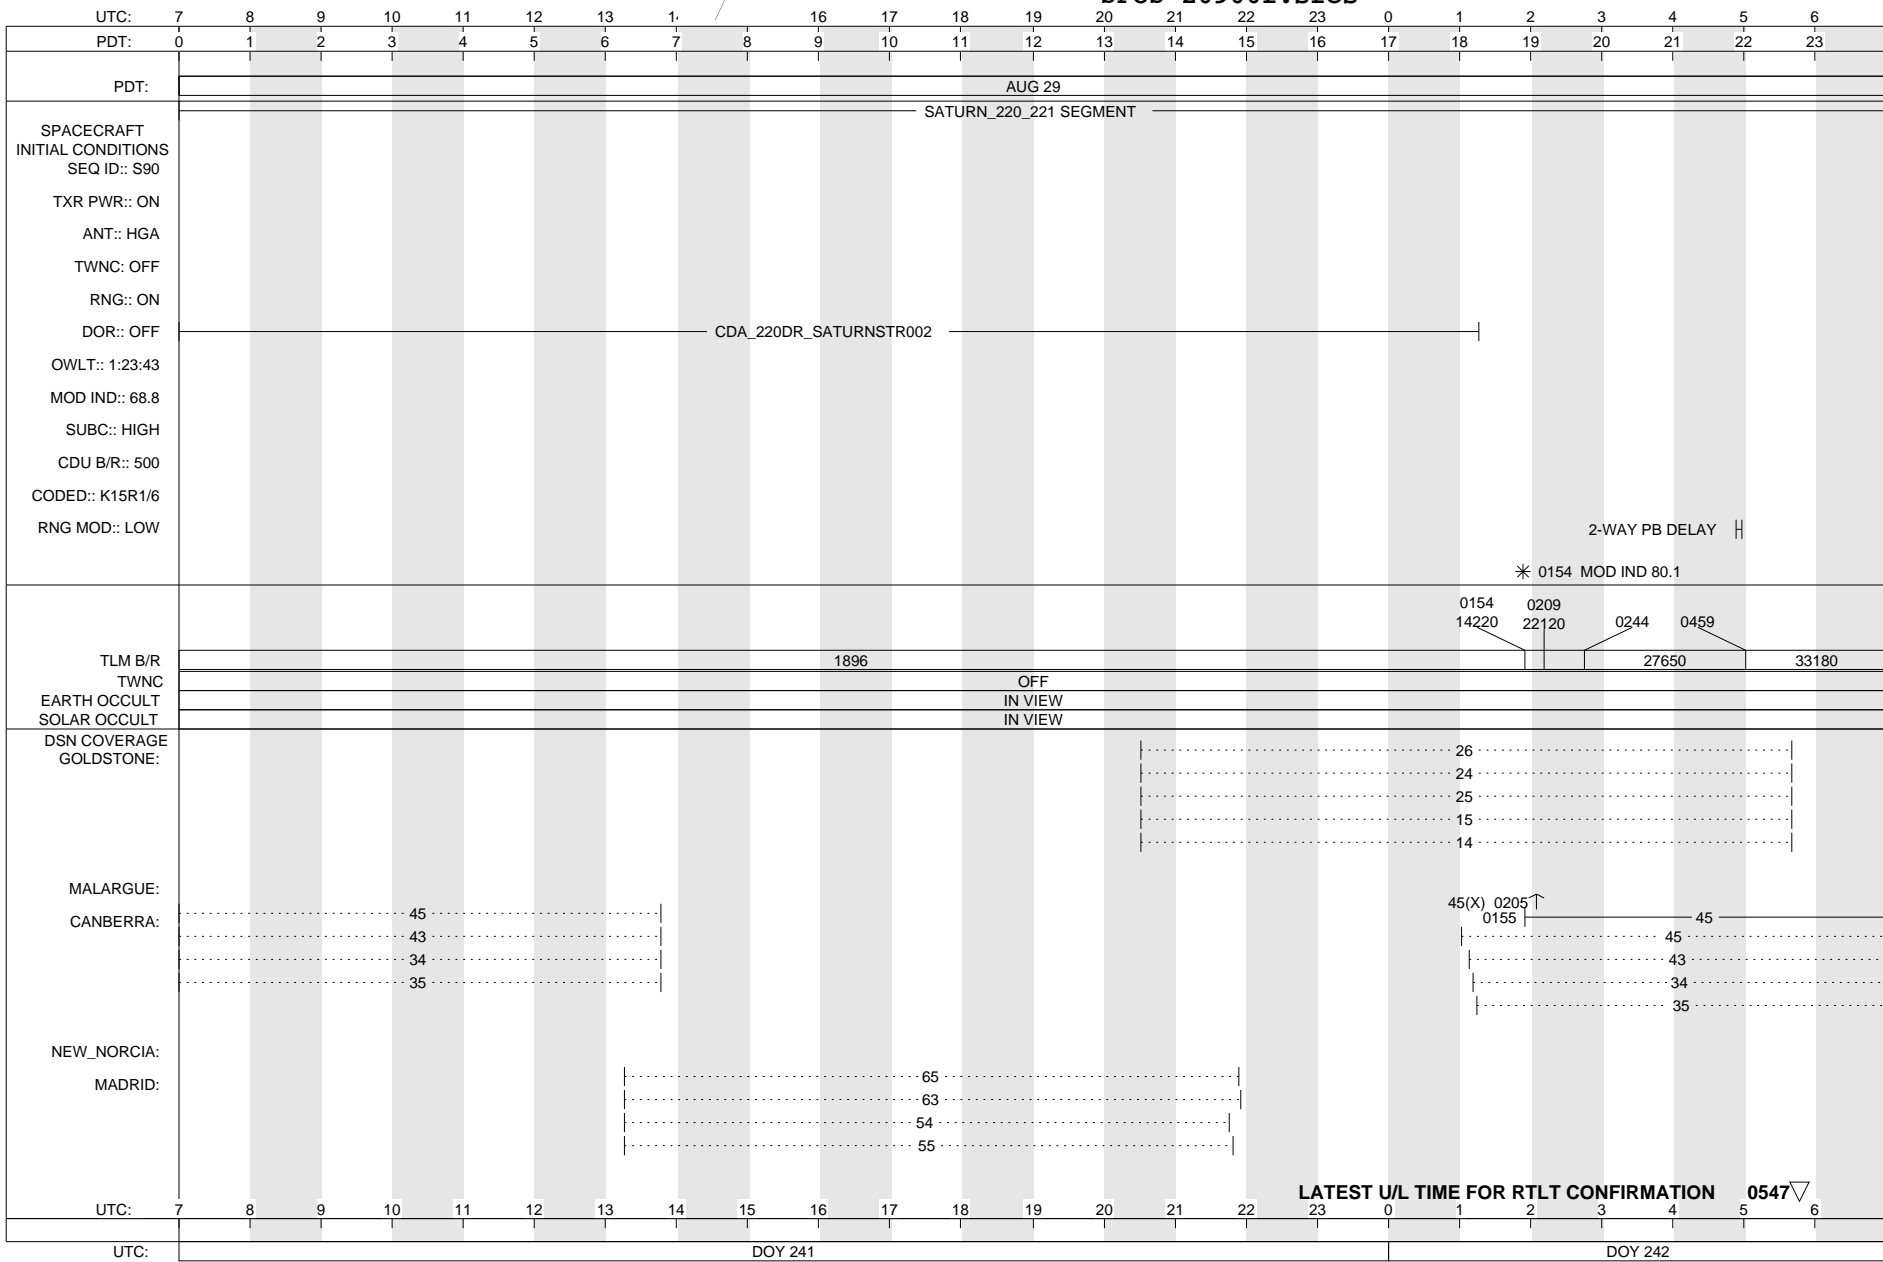 UTC: 7 8 9 10 11 12 13 16 17 18 19 20 21 22 23 0 1 2 3 4 5 6
PDT: 0 1 2 3 4 5 6 7 8 9 10 11 12 13 14 15 16 17 18 19 20 21 22 23
PDT: AUG 29
SATURN_220_221 SEGMENT
SPACECRAFT
INITIAL CONDITIONS
SEQ ID:: S90
TXR PWR:: ON
ANT:: HGA
TWNC: OFF
RNG:: ON
DOR:: OFF CDA_220DR_SATURNSTR002
OWLT:: 1:23:43
MOD IND:: 68.8
SUBC:: HIGH
CDU B/R:: 500
CODED:: K15R1/6
RNG MOD:: LOW 2-WAY PB DELAY
0154 MOD IND 80.1
0154 0209
14220 22120 0244 0459
TLM B/R 1896 27650 33180
TWNC OFF
EARTH OCCULT IN VIEW
SOLAR OCCULT IN VIEW
DSN COVERAGE
GOLDSTONE: 26
24
25
15
14
MALARGUE:
45(X) 0205
CANBERRA: 45 0155 45
43 45
34 43
35 34
35
NEW_NORCIA:
MADRID: 65
63
54
55
LATEST U/L TIME FOR RTLT CONFIRMATION 0547
UTC: 7 8 9 10 11 12 13 14 15 16 17 18 19 20 21 22 23 0 1 2 3 4 5 6
UTC: DOY 241 DOY 242